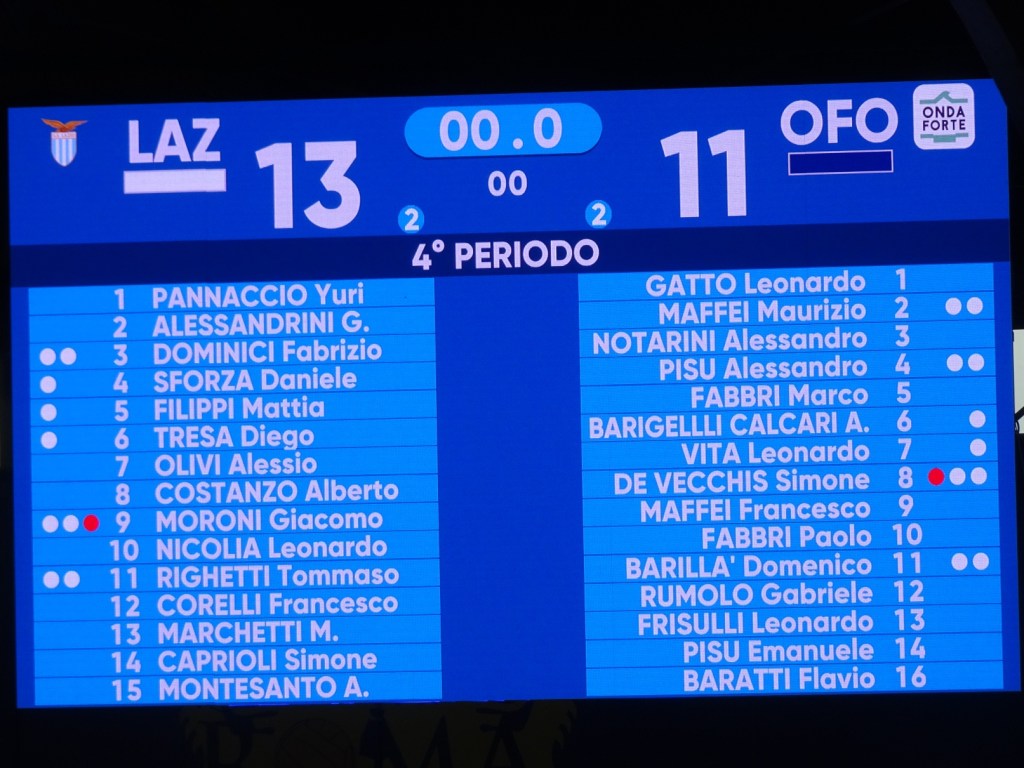 LAZ 13 00.0 11 OFO ONDA FORTE
00
2 2
4° PERIODO
1 PANNACCIO Yuri GATTO Leonardo 1
2 ALESSANDRINI G. MAFFEI Maurizio 2
3 DOMINICI Fabrizio NOTARINI Alessandro 3
4 SFORZA Daniele PISU Alessandro 4
5 FILIPPI Mattia FABBRI Marco 5
6 TRESA Diego BARIGELLLI CALCARI A. 6
7 OLIVI Alessio VITA Leonardo 7
8 COSTANZO Alberto DE VECCHIS Simone 8
9 MORONI Giacomo MAFFEI Francesco 9
10 NICOLIA Leonardo FABBRI Paolo 10
11 RIGHETTI Tommaso BARILLA' Domenico 11
12 CORELLI Francesco RUMOLO Gabriele 12
13 MARCHETTI M. FRISULLI Leonardo 13
14 CAPRIOLI Simone PISU Emanuele 14
15 MONTESANTO A. BARATTI Flavio 16